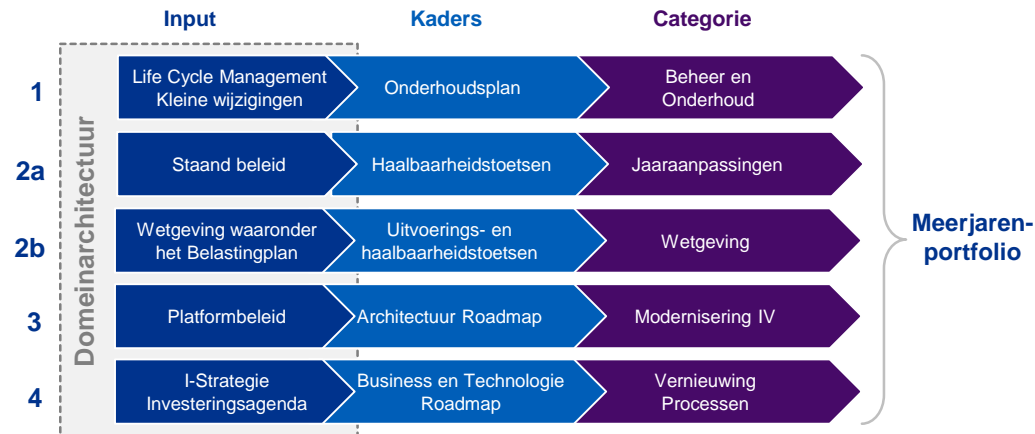 Input
Kaders
Categorie
Domeinarchitectuur
1
Life Cycle Management
Kleine wijzigingen
Onderhoudsplan
Beheer en
Onderhoud
2a
Staand beleid
Haalbaarheidstoetsen
Jaaraanpassingen
2b
Wetgeving waaronder
het Belastingplan
Uitvoerings- en
haalbaarheidstoetsen
Wetgeving
3
Platformbeleid
Architectuur Roadmap
Modernisering IV
4
I-Strategie
Investeringsagenda
Business en Technologie
Roadmap
Vernieuwing
Processen
Meerjaren-
portfolio